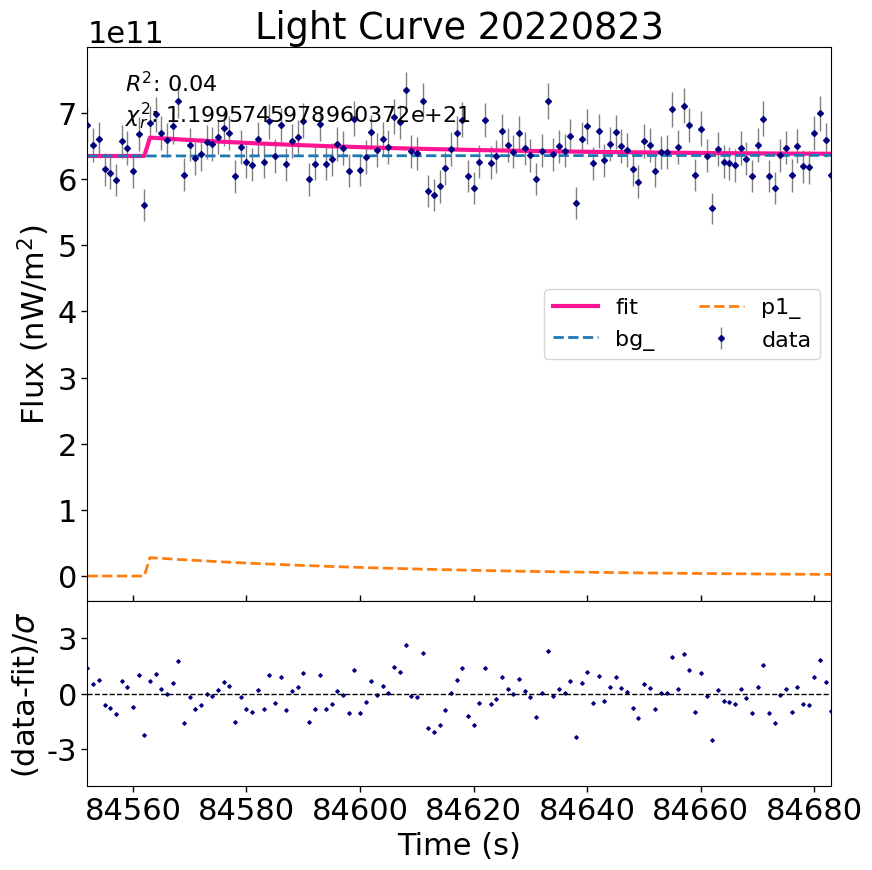 Light Curve 20220823
1e11
R²: 0.04
χ²ᵣ: 1.1995745978960372e+21
7
6
5
4
3
2
1
0
Flux (nW/m²)
fit
bg_
p1_
data
3
0
-3
(data-fit)/σ
84560 84580 84600 84620 84640 84660 84680
Time (s)